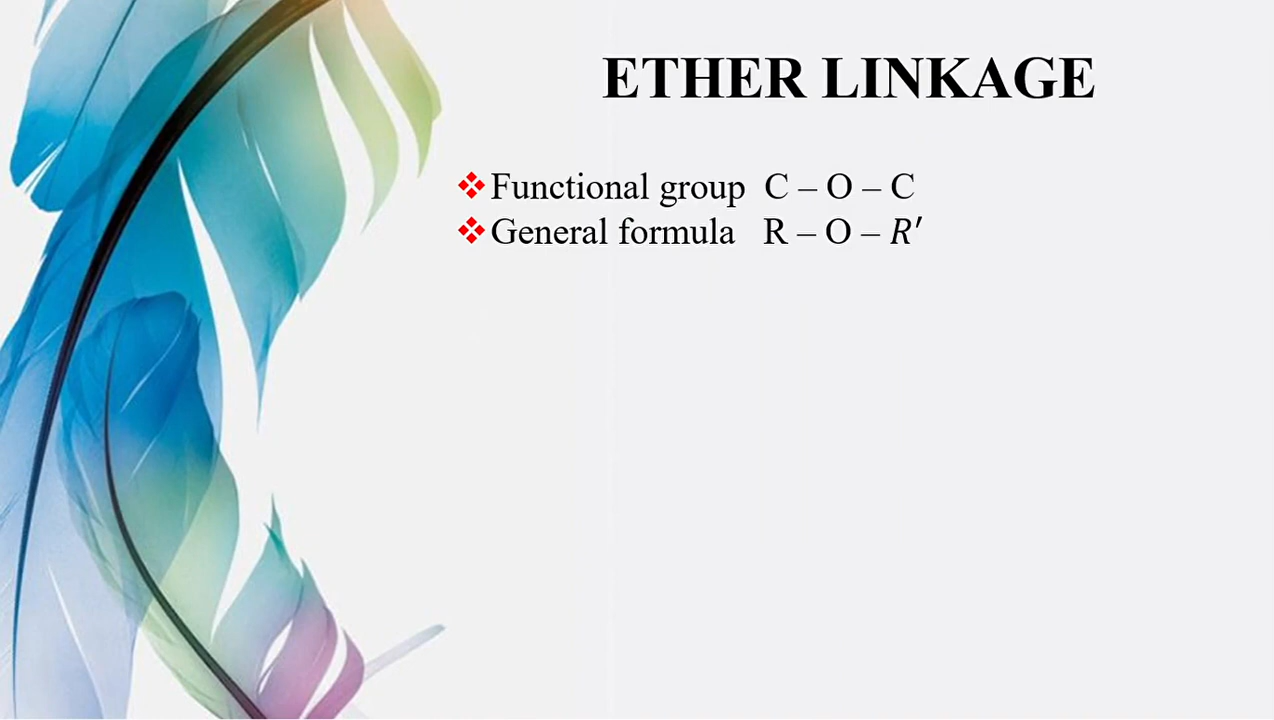 ETHER LINKAGE
❖Functional group C – O – C
❖General formula R – O – R′